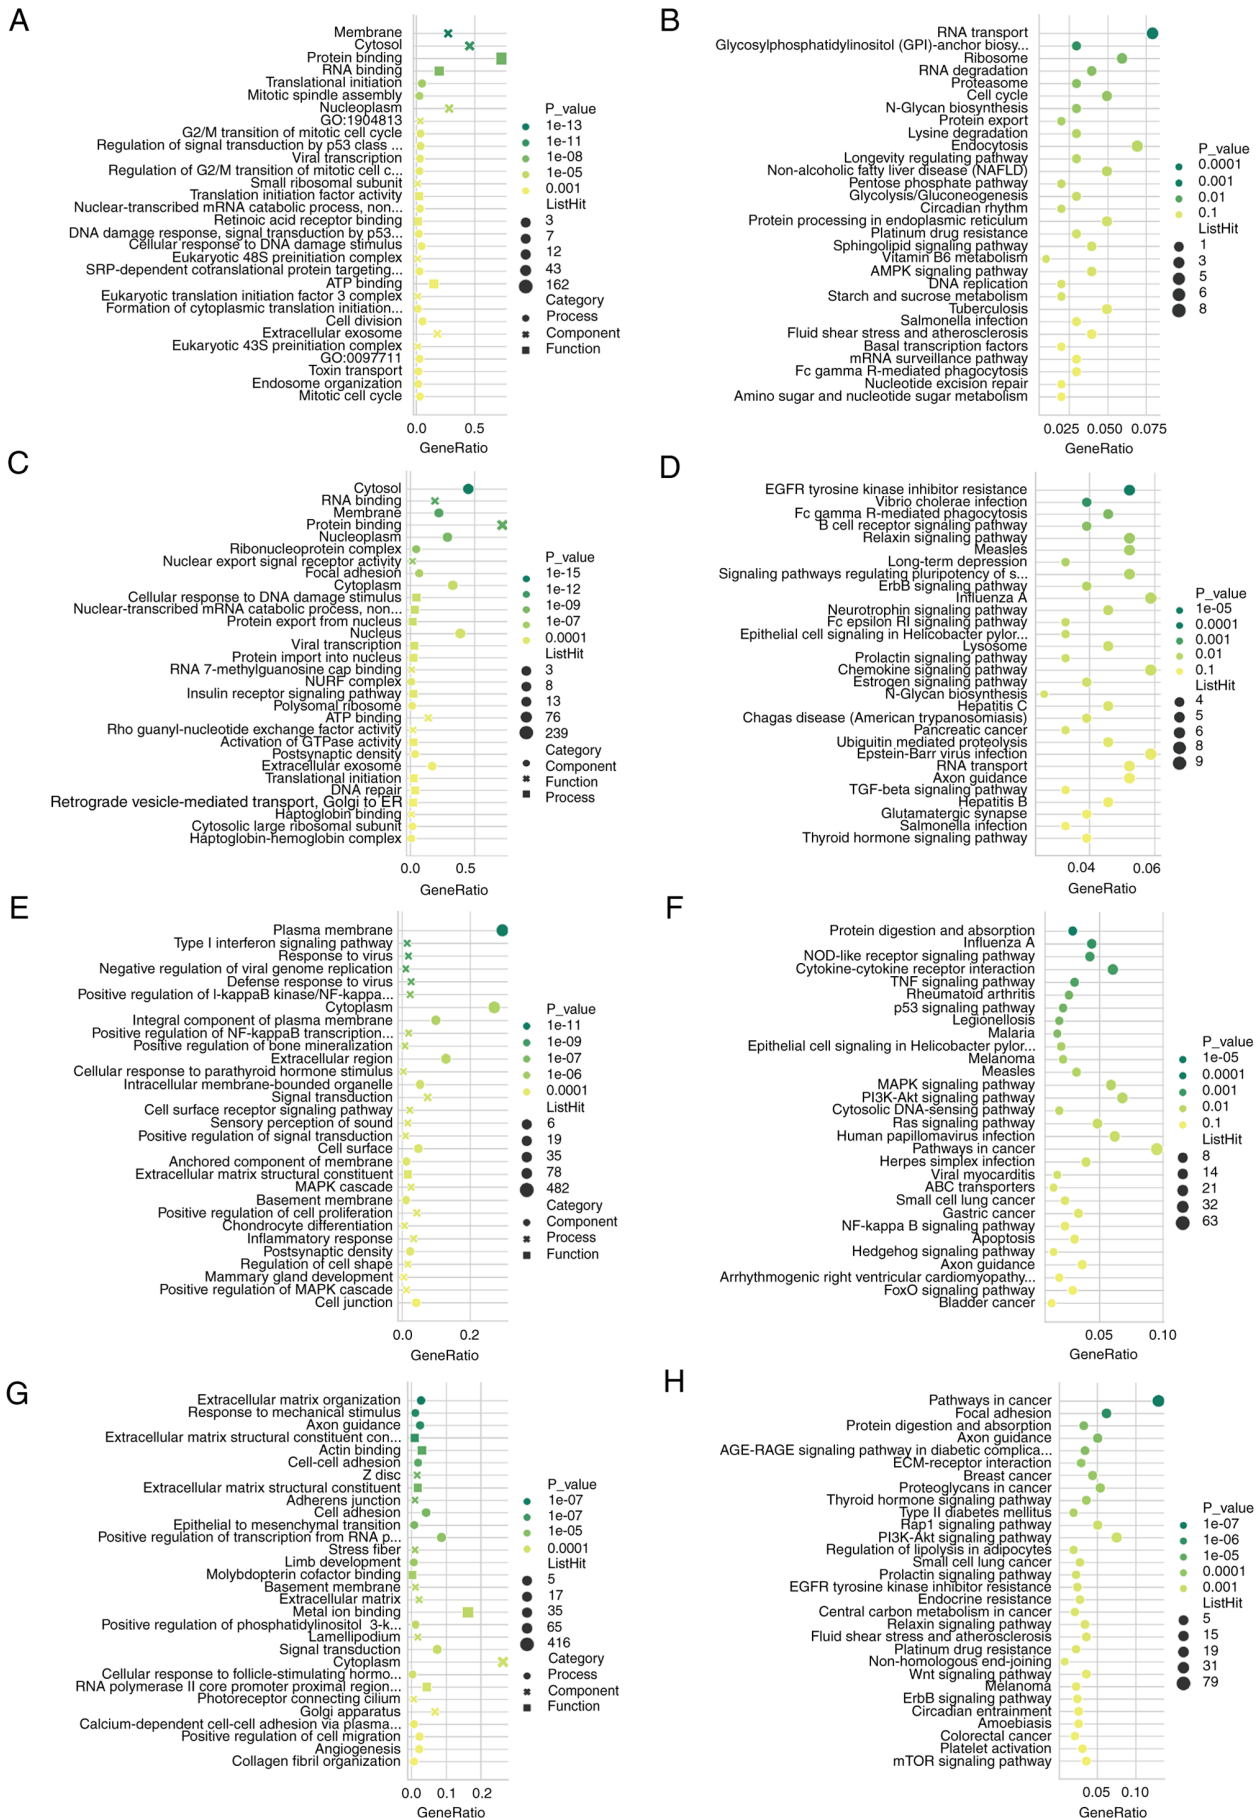 A
Membrane
Cytosol
Protein binding
RNA binding
Translational initiation
Mitotic spindle assembly
Nucleoplasm
GO:1904813
G2/M transition of mitotic cell cycle
Regulation of signal transduction by p53 class ...
Viral transcription
Regulation of G2/M transition of mitotic cell c...
Small ribosomal subunit
Translation initiation factor activity
Nuclear-transcribed mRNA catabolic process, non...
Retinoic acid receptor binding
DNA damage response, signal transduction by p53...
Cellular response to DNA damage stimulus
Eukaryotic 48S preinitiation complex
SRP-dependent cotranslational protein targeting...
ATP binding
Eukaryotic translation initiation factor 3 complex
Formation of cytoplasmic translation initiation...
Cell division
Extracellular exosome
Eukaryotic 43S preinitiation complex
GO:0097711
Toxin transport
Endosome organization
Mitotic cell cycle
0.0 0.5
GeneRatio
P_value
1e-13
1e-11
1e-08
1e-05
0.001
ListHit
3
7
12
43
162
Category
Process
Component
Function
B
RNA transport
Glycosylphosphatidylinositol (GPI)-anchor biosy...
Ribosome
RNA degradation
Proteasome
Cell cycle
N-Glycan biosynthesis
Protein export
Lysine degradation
Endocytosis
Longevity regulating pathway
Non-alcoholic fatty liver disease (NAFLD)
Pentose phosphate pathway
Glycolysis/Gluconeogenesis
Circadian rhythm
Protein processing in endoplasmic reticulum
Platinum drug resistance
Sphingolipid signaling pathway
Vitamin B6 metabolism
AMPK signaling pathway
DNA replication
Starch and sucrose metabolism
Tuberculosis
Salmonella infection
Fluid shear stress and atherosclerosis
Basal transcription factors
mRNA surveillance pathway
Fc gamma R-mediated phagocytosis
Nucleotide excision repair
Amino sugar and nucleotide sugar metabolism
0.025 0.050 0.075
GeneRatio
P_value
0.0001
0.001
0.01
0.1
ListHit
1
3
5
6
8
C
Cytosol
RNA binding
Membrane
Protein binding
Nucleoplasm
Ribonucleoprotein complex
Nuclear export signal receptor activity
Focal adhesion
Cytoplasm
Cellular response to DNA damage stimulus
Nuclear-transcribed mRNA catabolic process, non...
Protein export from nucleus
Nucleus
Viral transcription
Protein import into nucleus
RNA 7-methylguanosine cap binding
NURF complex
Insulin receptor signaling pathway
Polysomal ribosome
ATP binding
Rho guanyl-nucleotide exchange factor activity
Activation of GTPase activity
Postsynaptic density
Extracellular exosome
Translational initiation
DNA repair
Retrograde vesicle-mediated transport, Golgi to ER
Haptoglobin binding
Cytosolic large ribosomal subunit
Haptoglobin-hemoglobin complex
0.0 0.5
GeneRatio
P_value
1e-15
1e-12
1e-09
1e-07
0.0001
ListHit
3
8
13
76
239
Category
Component
Function
Process
D
EGFR tyrosine kinase inhibitor resistance
Vibrio cholerae infection
Fc gamma R-mediated phagocytosis
B cell receptor signaling pathway
Relaxin signaling pathway
Measles
Long-term depression
Signaling pathways regulating pluripotency of s...
ErbB signaling pathway
Influenza A
Neurotrophin signaling pathway
Fc epsilon RI signaling pathway
Epithelial cell signaling in Helicobacter pylor...
Lysosome
Prolactin signaling pathway
Chemokine signaling pathway
Estrogen signaling pathway
N-Glycan biosynthesis
Hepatitis C
Chagas disease (American trypanosomiasis)
Pancreatic cancer
Ubiquitin mediated proteolysis
Epstein-Barr virus infection
RNA transport
Axon guidance
TGF-beta signaling pathway
Hepatitis B
Glutamatergic synapse
Salmonella infection
Thyroid hormone signaling pathway
0.04 0.06
GeneRatio
P_value
1e-05
0.0001
0.001
0.01
0.1
ListHit
4
5
6
8
9
E
Plasma membrane
Type I interferon signaling pathway
Response to virus
Negative regulation of viral genome replication
Defense response to virus
Positive regulation of I-kappaB kinase/NF-kappa...
Cytoplasm
Integral component of plasma membrane
Positive regulation of NF-kappaB transcription...
Positive regulation of bone mineralization
Extracellular region
Cellular response to parathyroid hormone stimulus
Intracellular membrane-bounded organelle
Signal transduction
Cell surface receptor signaling pathway
Sensory perception of sound
Positive regulation of signal transduction
Cell surface
Anchored component of membrane
Extracellular matrix structural constituent
MAPK cascade
Basement membrane
Positive regulation of cell proliferation
Chondrocyte differentiation
Inflammatory response
Postsynaptic density
Regulation of cell shape
Mammary gland development
Positive regulation of MAPK cascade
Cell junction
0.0 0.2
GeneRatio
P_value
1e-11
1e-09
1e-07
1e-06
0.0001
ListHit
6
19
35
78
482
Category
Component
Process
Function
F
Protein digestion and absorption
Influenza A
NOD-like receptor signaling pathway
Cytokine-cytokine receptor interaction
TNF signaling pathway
Rheumatoid arthritis
p53 signaling pathway
Legionellosis
Malaria
Epithelial cell signaling in Helicobacter pylor...
Melanoma
Measles
MAPK signaling pathway
PI3K-Akt signaling pathway
Cytosolic DNA-sensing pathway
Ras signaling pathway
Human papillomavirus infection
Pathways in cancer
Herpes simplex infection
Viral myocarditis
ABC transporters
Small cell lung cancer
Gastric cancer
NF-kappa B signaling pathway
Apoptosis
Hedgehog signaling pathway
Axon guidance
Arrhythmogenic right ventricular cardiomyopathy...
FoxO signaling pathway
Bladder cancer
0.05 0.10
GeneRatio
P_value
1e-05
0.0001
0.001
0.01
0.1
ListHit
8
14
21
32
63
G
Extracellular matrix organization
Response to mechanical stimulus
Axon guidance
Extracellular matrix structural constituent con...
Actin binding
Cell-cell adhesion
Z disc
Extracellular matrix structural constituent
Adherens junction
Cell adhesion
Epithelial to mesenchymal transition
Positive regulation of transcription from RNA p...
Stress fiber
Limb development
Molybdopterin cofactor binding
Basement membrane
Extracellular matrix
Metal ion binding
Positive regulation of phosphatidylinositol 3-k...
Lamellipodium
Signal transduction
Cytoplasm
Cellular response to follicle-stimulating hormo...
RNA polymerase II core promoter proximal region...
Photoreceptor connecting cilium
Golgi apparatus
Calcium-dependent cell-cell adhesion via plasma...
Positive regulation of cell migration
Angiogenesis
Collagen fibril organization
0.0 0.1 0.2
GeneRatio
P_value
1e-07
1e-07
1e-05
0.0001
ListHit
5
17
35
65
416
Category
Process
Component
Function
H
Pathways in cancer
Focal adhesion
Protein digestion and absorption
Axon guidance
AGE-RAGE signaling pathway in diabetic complica...
ECM-receptor interaction
Breast cancer
Proteoglycans in cancer
Thyroid hormone signaling pathway
Type II diabetes mellitus
Rap1 signaling pathway
PI3K-Akt signaling pathway
Regulation of lipolysis in adipocytes
Small cell lung cancer
Prolactin signaling pathway
EGFR tyrosine kinase inhibitor resistance
Endocrine resistance
Central carbon metabolism in cancer
Relaxin signaling pathway
Fluid shear stress and atherosclerosis
Platinum drug resistance
Non-homologous end-joining
Wnt signaling pathway
Melanoma
ErbB signaling pathway
Circadian entrainment
Amoebiasis
Colorectal cancer
Platelet activation
mTOR signaling pathway
0.05 0.10
GeneRatio
P_value
1e-07
1e-06
1e-05
0.0001
0.001
ListHit
5
15
19
31
79